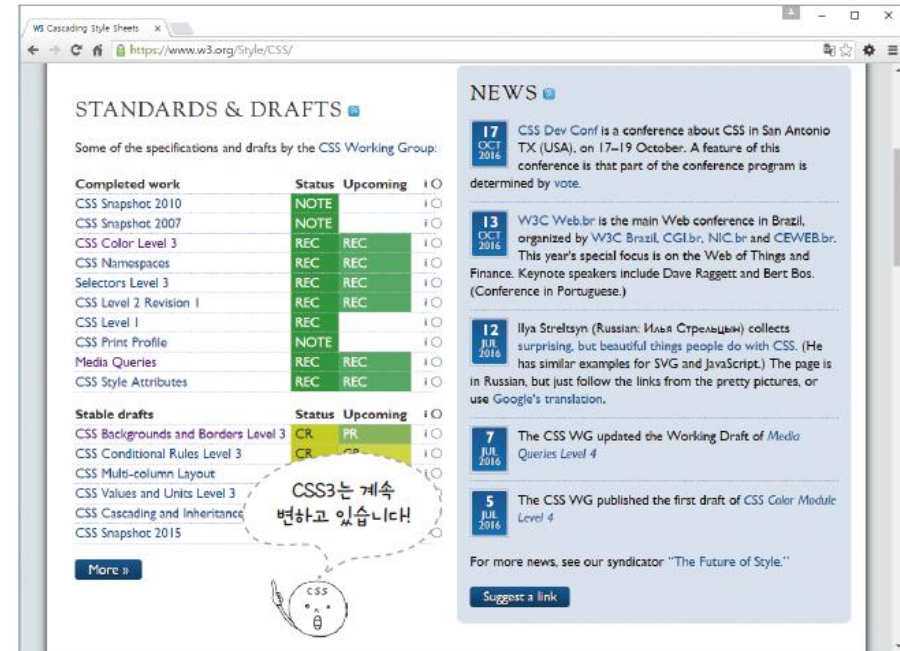 W3 Cascading Style Sheets
https://www.w3.org/Style/CSS/
STANDARDS & DRAFTS
Some of the specifications and drafts by the CSS Working Group:
Completed work Status Upcoming i O
CSS Snapshot 2010 NOTE i O
CSS Snapshot 2007 NOTE i O
CSS Color Level 3 REC REC i O
CSS Namespaces REC REC i O
Selectors Level 3 REC REC i O
CSS Level 2 Revision 1 REC REC i O
CSS Level 1 REC i O
CSS Print Profile NOTE i O
Media Queries REC REC i O
CSS Style Attributes REC REC i O
Stable drafts Status Upcoming i O
CSS Backgrounds and Borders Level 3 CR PR i O
CSS Conditional Rules Level 3 CR CR i O
CSS Multi-column Layout i O
CSS Values and Units Level 3
CSS Cascading and Inheritance
CSS Snapshot 2015 O
More »
CSS3는 계속
변하고 있습니다!
CSS
NEWS
17 OCT 2016
CSS Dev Conf is a conference about CSS in San Antonio
TX (USA), on 17–19 October. A feature of this
conference is that part of the conference program is
determined by vote.
13 OCT 2016
W3C Web.br is the main Web conference in Brazil,
organized by W3C Brazil, CGI.br, NIC.br and CEWEB.br.
This year's special focus is on the Web of Things and
Finance. Keynote speakers include Dave Raggett and Bert Bos.
(Conference in Portuguese.)
12 JUL 2016
Ilya Streltsyn (Russian: Илья Стрельцын) collects
surprising, but beautiful things people do with CSS. (He
has similar examples for SVG and JavaScript.) The page is
in Russian, but just follow the links from the pretty pictures, or
use Google's translation.
7 JUL 2016
The CSS WG updated the Working Draft of Media
Queries Level 4
5 JUL 2016
The CSS WG published the first draft of CSS Color Module
Level 4
For more news, see our syndicator "The Future of Style."
Suggest a link